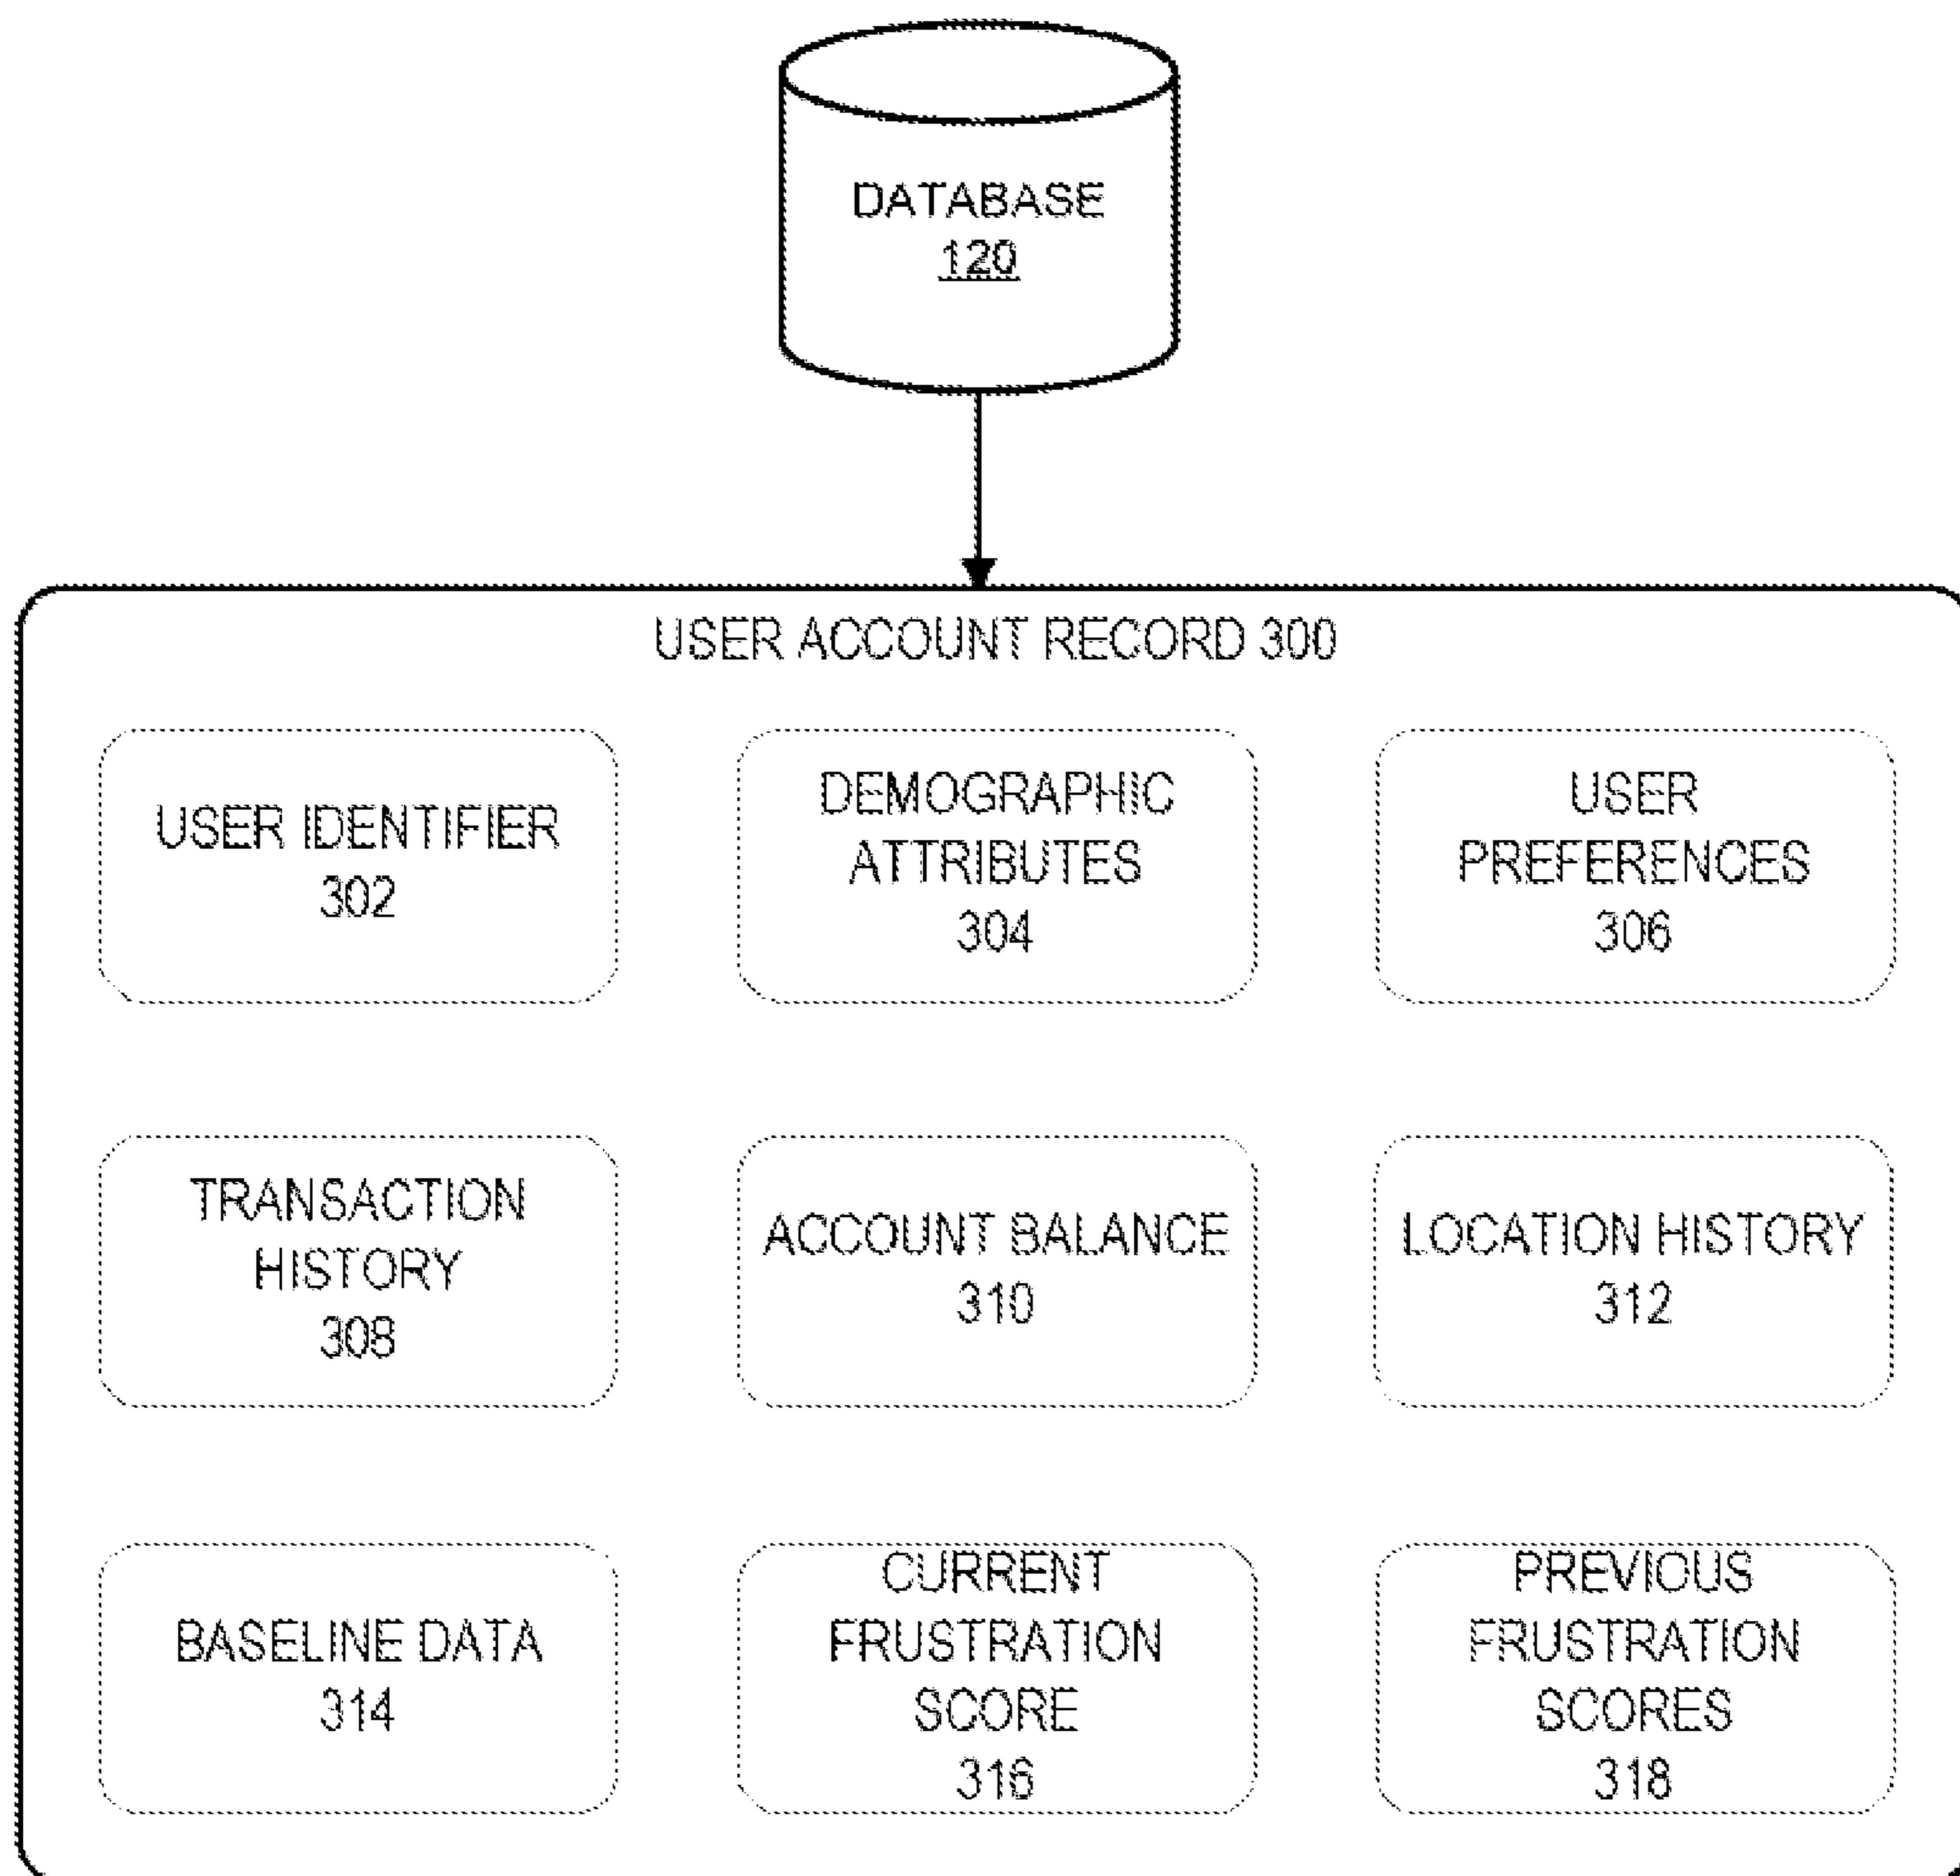 DATABASE
120
USER ACCOUNT RECORD 300
USER IDENTIFIER
302
DEMOGRAPHIC
ATTRIBUTES
304
USER
PREFERENCES
306
TRANSACTION
HISTORY
308
ACCOUNT BALANCE
310
LOCATION HISTORY
312
BASELINE DATA
314
CURRENT
FRUSTRATION
SCORE
316
PREVIOUS
FRUSTRATION
SCORES
318